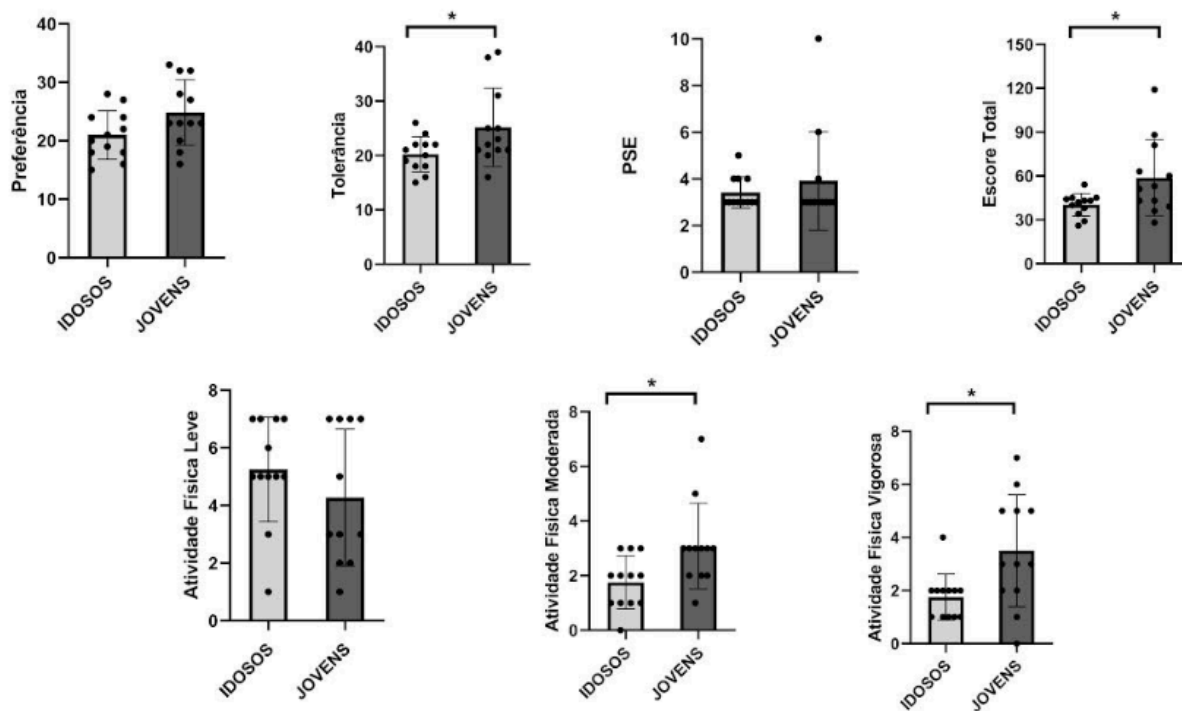 Preferência
40
30
20
10
0
IDOSOS
JOVENS
*
Tolerância
40
30
20
10
0
IDOSOS
JOVENS
PSE
10
8
6
4
2
0
IDOSOS
JOVENS
*
Escore Total
150
120
90
60
30
0
IDOSOS
JOVENS
Atividade Física Leve
8
6
4
2
0
IDOSOS
JOVENS
*
Atividade Física Moderada
8
6
4
2
0
IDOSOS
JOVENS
*
Atividade Física Vigorosa
8
6
4
2
0
IDOSOS
JOVENS